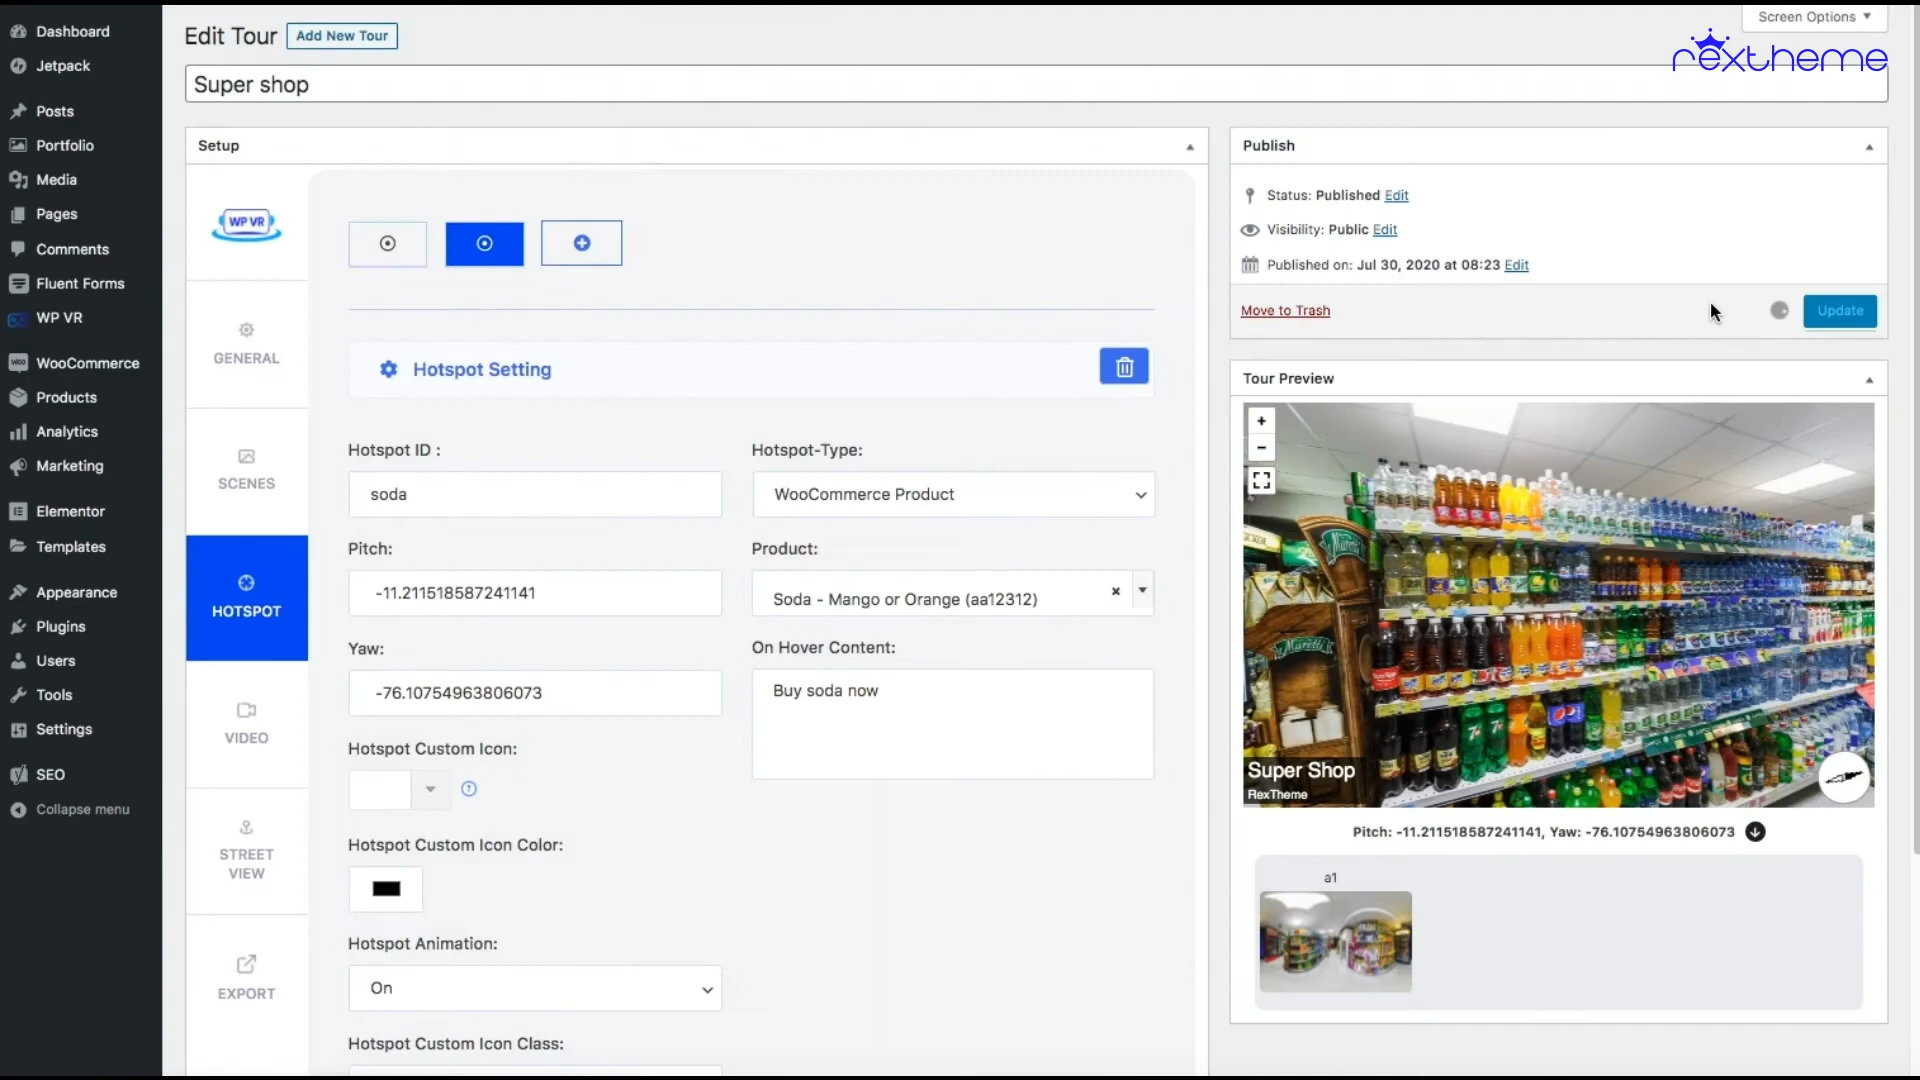 Dashboard
Jetpack
Posts
Portfolio
Media
Pages
Comments
Fluent Forms
WP VR
WooCommerce
Products
Analytics
Marketing
Elementor
Templates
Appearance
Plugins
Users
Tools
Settings
SEO
Collapse menu
Edit Tour
Add New Tour
Screen Options
rextheme
Super shop
Setup
WP VR
GENERAL
SCENES
HOTSPOT
VIDEO
STREET
VIEW
EXPORT
Hotspot Setting
Hotspot ID :
soda
Pitch:
-11.211518587241141
Yaw:
-76.10754963806073
Hotspot Custom Icon:
Hotspot Custom Icon Color:
Hotspot Animation:
On
Hotspot Custom Icon Class:
Hotspot-Type:
WooCommerce Product
Product:
Soda - Mango or Orange (aa12312)
On Hover Content:
Buy soda now
Publish
Status: Published Edit
Visibility: Public Edit
Published on: Jul 30, 2020 at 08:23 Edit
Move to Trash
Update
Tour Preview
Super Shop
RexTheme
Pitch: -11.211518587241141, Yaw: -76.10754963806073
a1